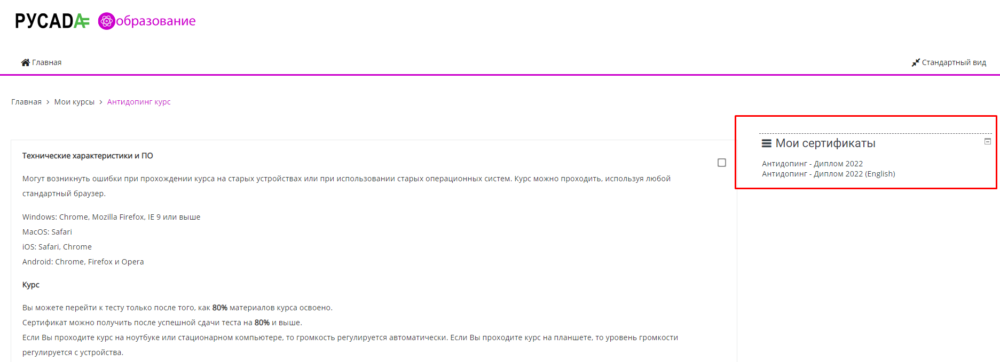 РУСАDA образование
Главная
Стандартный вид
Главная > Мои курсы > Антидопинг курс
Мои сертификаты
Антидопинг - Диплом 2022
Антидопинг - Диплом 2022 (English)
Технические характеристики и ПО
Могут возникнуть ошибки при прохождении курса на старых устройствах или при использовании старых операционных систем. Курс можно проходить, используя любой
стандартный браузер.
Windows: Chrome, Mozilla Firefox, IE 9 или выше
MacOS: Safari
iOS: Safari, Chrome
Android: Chrome, Firefox и Opera
Курс
Вы можете перейти к тесту только после того, как 80% материалов курса освоено.
Сертификат можно получить после успешной сдачи теста на 80% и выше.
Если Вы проходите курс на ноутбуке или стационарном компьютере, то громкость регулируется автоматически. Если Вы проходите курс на планшете, то уровень громкости
регулируется с устройства.